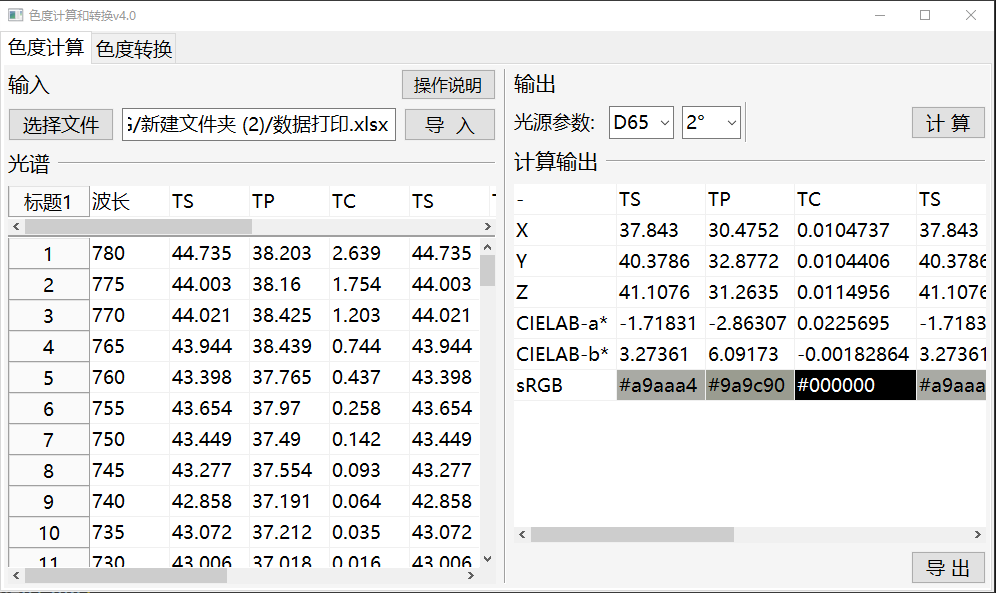 色度计算和转换v4.0
色度计算 色度转换
输入 操作说明
选择文件 /新建文件夹 (2)/数据打印.xlsx 导 入
光谱
标题1 波长 TS TP TC TS
1 780 44.735 38.203 2.639 44.735
2 775 44.003 38.16 1.754 44.003
3 770 44.021 38.425 1.203 44.021
4 765 43.944 38.439 0.744 43.944
5 760 43.398 37.765 0.437 43.398
6 755 43.654 37.97 0.258 43.654
7 750 43.449 37.49 0.142 43.449
8 745 43.277 37.554 0.093 43.277
9 740 42.858 37.191 0.064 42.858
10 735 43.072 37.212 0.035 43.072
11 730 43.006 37.018 0.016 43.006
输出
光源参数: D65 2° 计 算
计算输出
- TS TP TC TS
X 37.843 30.4752 0.0104737 37.843
Y 40.3786 32.8772 0.0104406 40.3786
Z 41.1076 31.2635 0.0114956 41.1076
CIELAB-a* -1.71831 -2.86307 0.0225695 -1.7183
CIELAB-b* 3.27361 6.09173 -0.00182864 3.27361
sRGB #a9aaa4 #9a9c90 #000000 #a9aaa
导 出